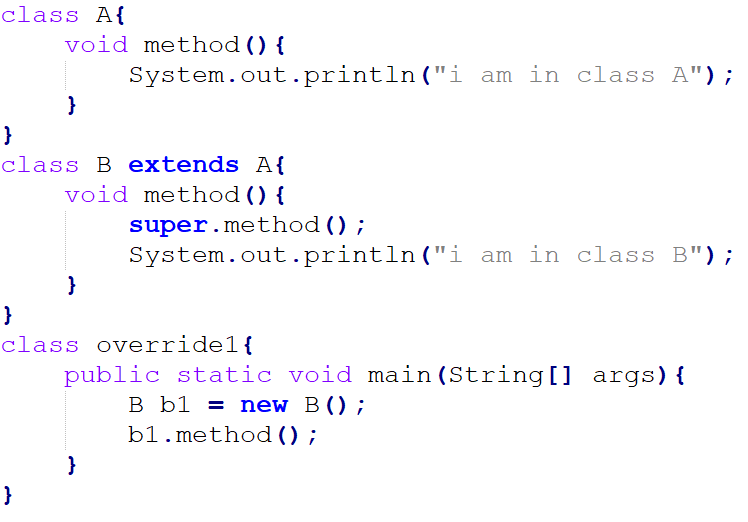 class A{
    void method(){
        System.out.println("i am in class A");
    }
}
class B extends A{
    void method(){
        super.method();
        System.out.println("i am in class B");
    }
}
class override1{
    public static void main(String[] args){
        B b1 = new B();
        b1.method();
    }
}